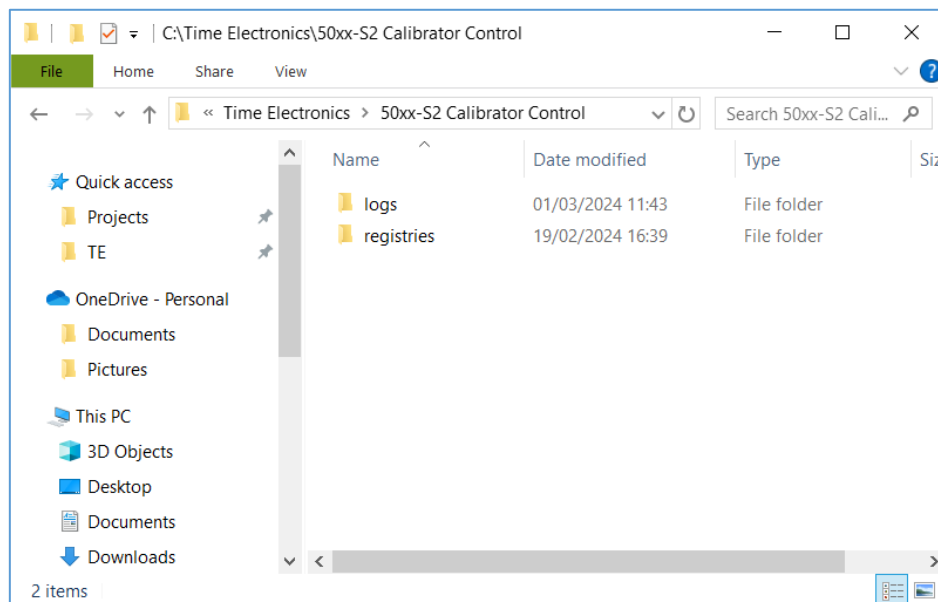 C:\Time Electronics\50xx-S2 Calibrator Control
File Home Share View
?
« Time Electronics > 50xx-S2 Calibrator Control
Search 50xx-S2 Cali...
Name Date modified Type Siz
Quick access
Projects
TE
OneDrive - Personal
Documents
Pictures
This PC
3D Objects
Desktop
Documents
Downloads
logs 01/03/2024 11:43 File folder
registries 19/02/2024 16:39 File folder
2 items